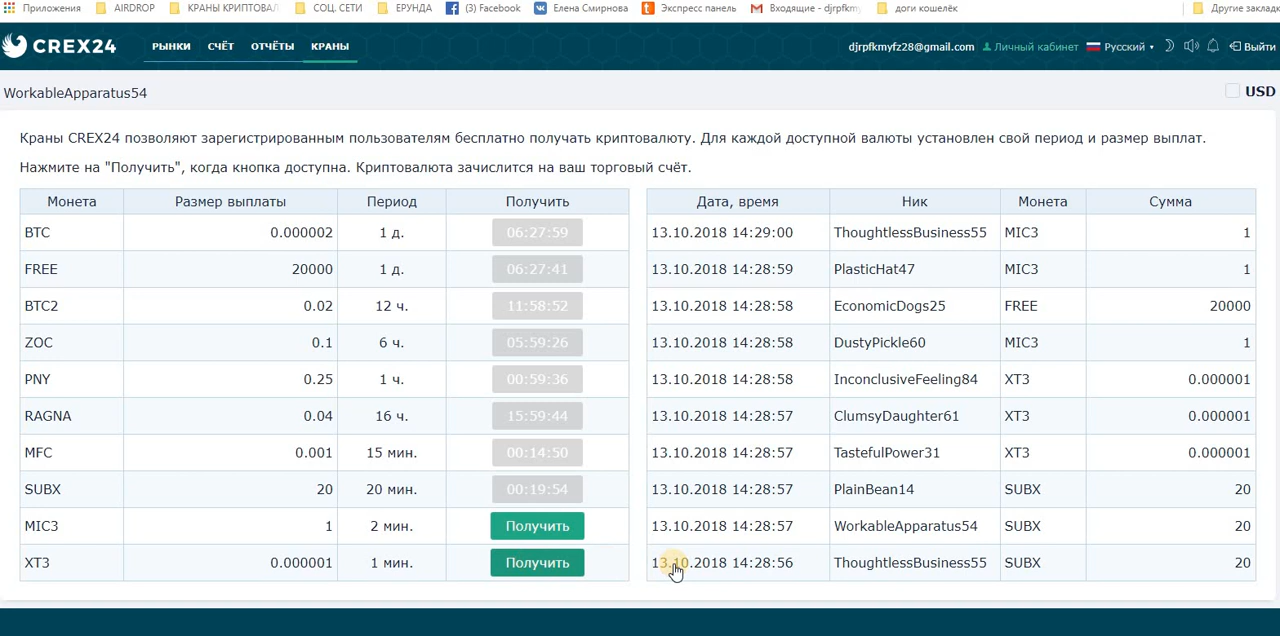 Приложения AIRDROP КРАНЫ КРИПТОВАЛ СОЦ. СЕТИ ЕРУНДА (3) Facebook Елена Смирнова Экспресс панель Входящие - djrpfkmy доги кошелёк Другие закладк
CREX24 РЫНКИ СЧЁТ ОТЧЁТЫ КРАНЫ djrpfkmyfz28@gmail.com Личный кабинет Русский Выйти
WorkableApparatus54 USD
Краны CREX24 позволяют зарегистрированным пользователям бесплатно получать криптовалюту. Для каждой доступной валюты установлен свой период и размер выплат.
Нажмите на "Получить", когда кнопка доступна. Криптовалюта зачислится на ваш торговый счёт.
Монета Размер выплаты Период Получить Дата, время Ник Монета Сумма
BTC 0.000002 1 д. 06:27:59 13.10.2018 14:29:00 ThoughtlessBusiness55 MIC3 1
FREE 20000 1 д. 06:27:41 13.10.2018 14:28:59 PlasticHat47 MIC3 1
BTC2 0.02 12 ч. 11:58:52 13.10.2018 14:28:58 EconomicDogs25 FREE 20000
ZOC 0.1 6 ч. 05:59:26 13.10.2018 14:28:58 DustyPickle60 MIC3 1
PNY 0.25 1 ч. 00:59:36 13.10.2018 14:28:58 InconclusiveFeeling84 XT3 0.000001
RAGNA 0.04 16 ч. 15:59:44 13.10.2018 14:28:57 ClumsyDaughter61 XT3 0.000001
MFC 0.001 15 мин. 00:14:50 13.10.2018 14:28:57 TastefulPower31 XT3 0.000001
SUBX 20 20 мин. 00:19:54 13.10.2018 14:28:57 PlainBean14 SUBX 20
MIC3 1 2 мин. Получить 13.10.2018 14:28:57 WorkableApparatus54 SUBX 20
XT3 0.000001 1 мин. Получить 13.10.2018 14:28:56 ThoughtlessBusiness55 SUBX 20